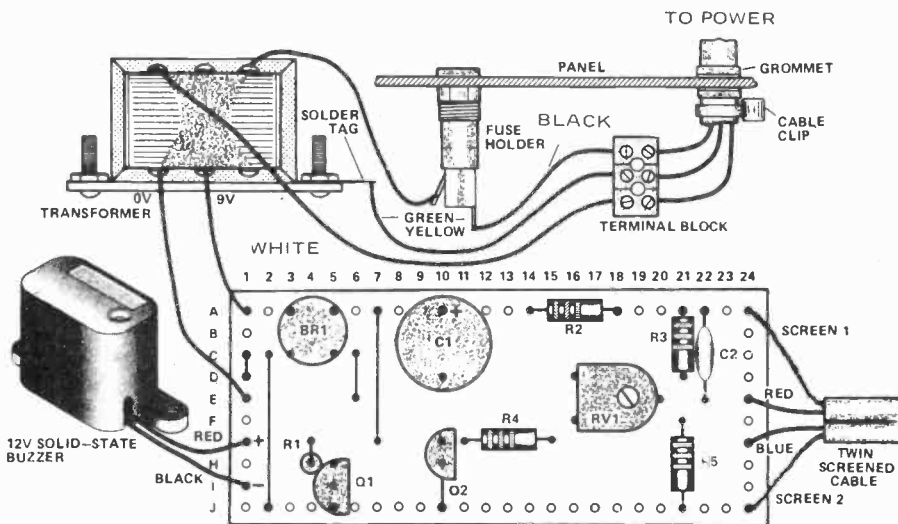 TO POWER
PANEL
GROMMET
SOLDER
TAG
BLACK
FUSE
HOLDER
CABLE
CLIP
0V
9V
TRANSFORMER
GREEN-
YELLOW
TERMINAL BLOCK
WHITE
1 2 3 4 5 6 7 8 9 10 11 12 13 14 15 16 17 18 19 20 21 22 23 24
A
B
C
D
E
F
H
I
J
BR1
C1
+
R2
R3
C2
SCREEN 1
RED
RV1
R4
R1
Q1
Q2
BLUE
TWIN
SCREENED
CABLE
SCREEN 2
12V SOLID-STATE
BUZZER
RED +
BLACK −